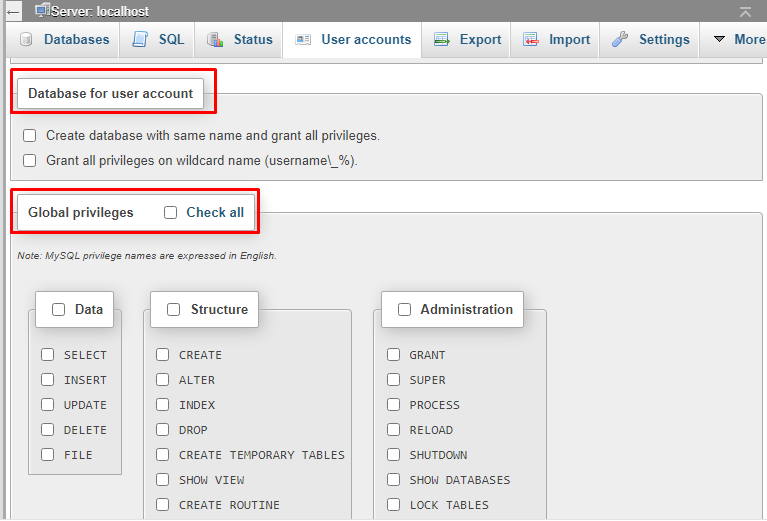 Server: localhost
Databases SQL Status User accounts Export Import Settings More
Database for user account
Create database with same name and grant all privileges.
Grant all privileges on wildcard name (username\_%).
Global privileges Check all
Note: MySQL privilege names are expressed in English.
Data Structure Administration
SELECT CREATE GRANT
INSERT ALTER SUPER
UPDATE INDEX PROCESS
DELETE DROP RELOAD
FILE CREATE TEMPORARY TABLES SHUTDOWN
SHOW VIEW SHOW DATABASES
CREATE ROUTINE LOCK TABLES